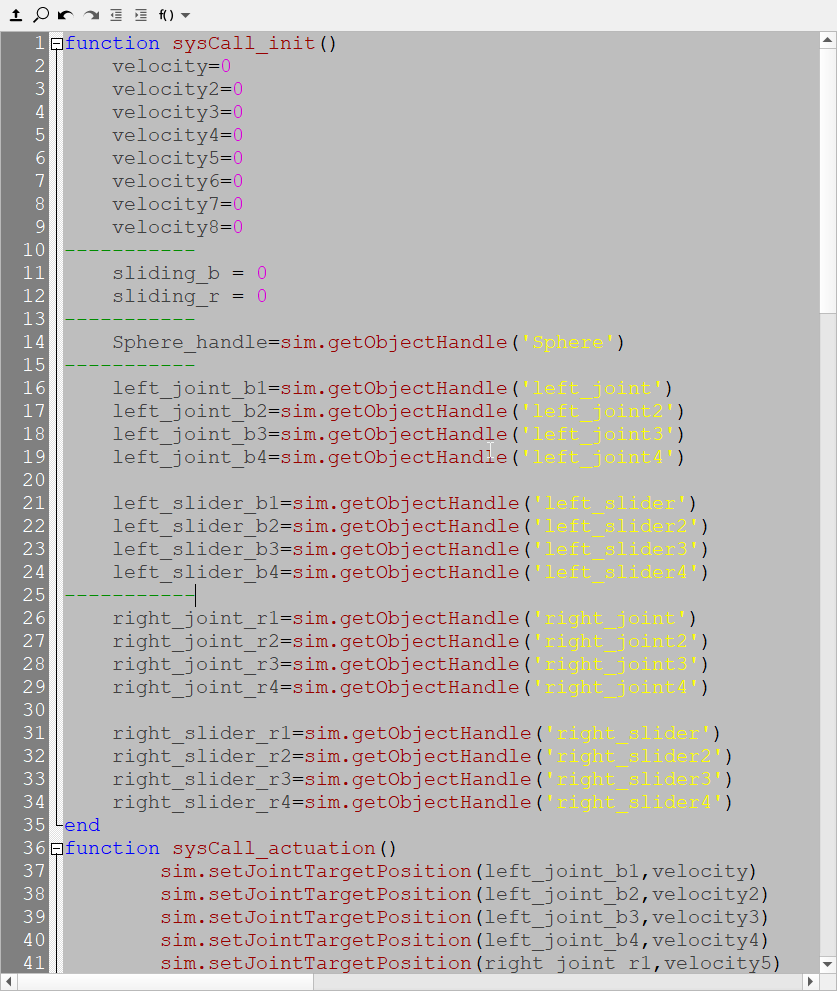 f()
1 function sysCall_init()
2 velocity=0
3 velocity2=0
4 velocity3=0
5 velocity4=0
6 velocity5=0
7 velocity6=0
8 velocity7=0
9 velocity8=0
10 -----------
11 sliding_b = 0
12 sliding_r = 0
13 -----------
14 Sphere_handle=sim.getObjectHandle('Sphere')
15 -----------
16 left_joint_b1=sim.getObjectHandle('left_joint')
17 left_joint_b2=sim.getObjectHandle('left_joint2')
18 left_joint_b3=sim.getObjectHandle('left_joint3')
19 left_joint_b4=sim.getObjectHandle('left_joint4')
20
21 left_slider_b1=sim.getObjectHandle('left_slider')
22 left_slider_b2=sim.getObjectHandle('left_slider2')
23 left_slider_b3=sim.getObjectHandle('left_slider3')
24 left_slider_b4=sim.getObjectHandle('left_slider4')
25 -----------
26 right_joint_r1=sim.getObjectHandle('right_joint')
27 right_joint_r2=sim.getObjectHandle('right_joint2')
28 right_joint_r3=sim.getObjectHandle('right_joint3')
29 right_joint_r4=sim.getObjectHandle('right_joint4')
30
31 right_slider_r1=sim.getObjectHandle('right_slider')
32 right_slider_r2=sim.getObjectHandle('right_slider2')
33 right_slider_r3=sim.getObjectHandle('right_slider3')
34 right_slider_r4=sim.getObjectHandle('right_slider4')
35 end
36 function sysCall_actuation()
37 sim.setJointTargetPosition(left_joint_b1,velocity)
38 sim.setJointTargetPosition(left_joint_b2,velocity2)
39 sim.setJointTargetPosition(left_joint_b3,velocity3)
40 sim.setJointTargetPosition(left_joint_b4,velocity4)
41 sim.setJointTargetPosition(right_joint_r1,velocity5)